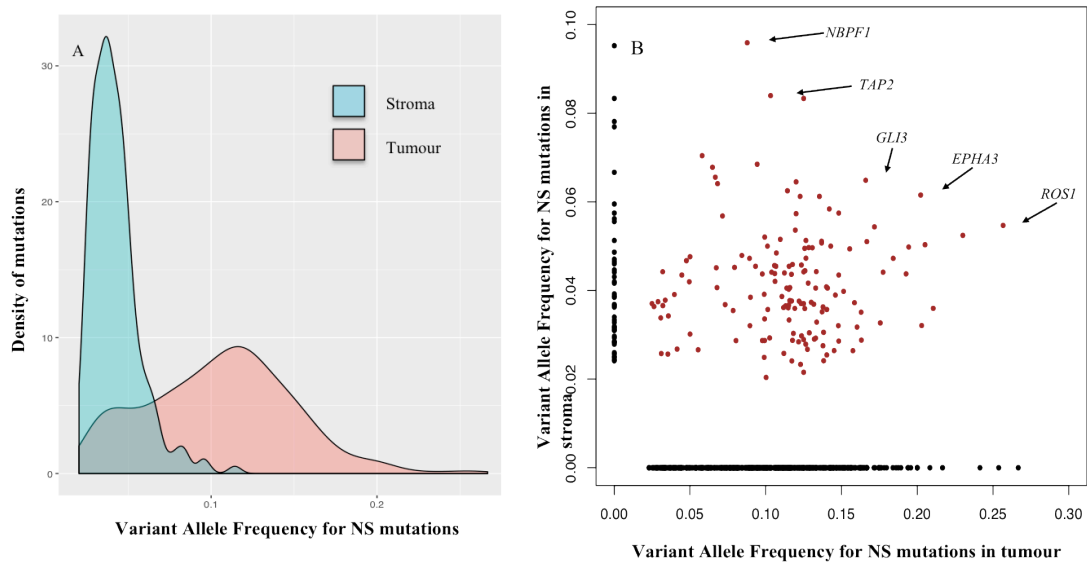 A
30
20
10
0
0.1
0.2
Density of mutations
Variant Allele Frequency for NS mutations
Stroma
Tumour
B
0.10
0.08
0.06
0.04
0.02
0.00
Variant Allele Frequency for NS mutations in
stroma
NBPF1
TAP2
GLI3
EPHA3
ROS1
0.00 0.05 0.10 0.15 0.20 0.25 0.30
Variant Allele Frequency for NS mutations in tumour